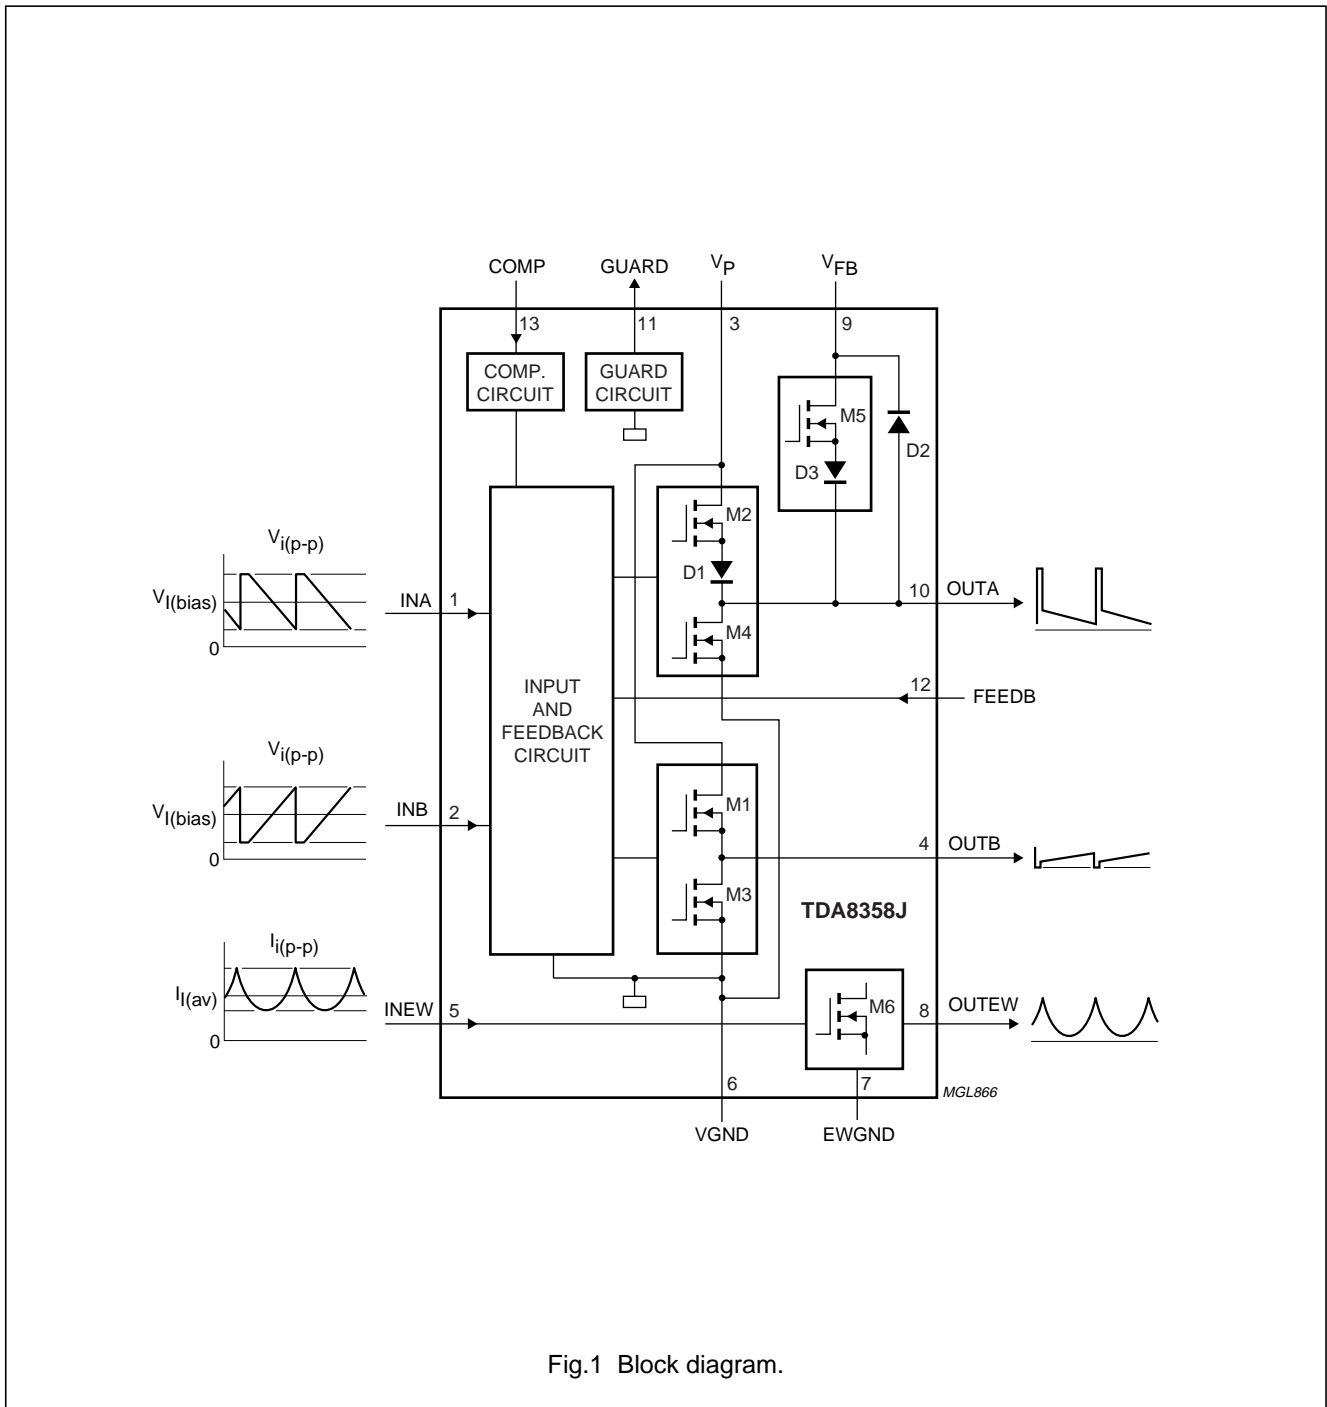 COMP GUARD VP VFB
13 11 3 9
COMP. CIRCUIT
GUARD CIRCUIT
M5
D2
D3
M2
Vi(p-p)
D1
VI(bias)
INA 1
10 OUTA
0
M4
INPUT AND FEEDBACK CIRCUIT
12 FEEDB
Vi(p-p)
M1
VI(bias)
INB 2
4 OUTB
0
M3
TDA8358J
Ii(p-p)
II(av)
INEW 5
M6
8 OUTEW
0
6 7
MGL866
VGND EWGND
Fig.1 Block diagram.